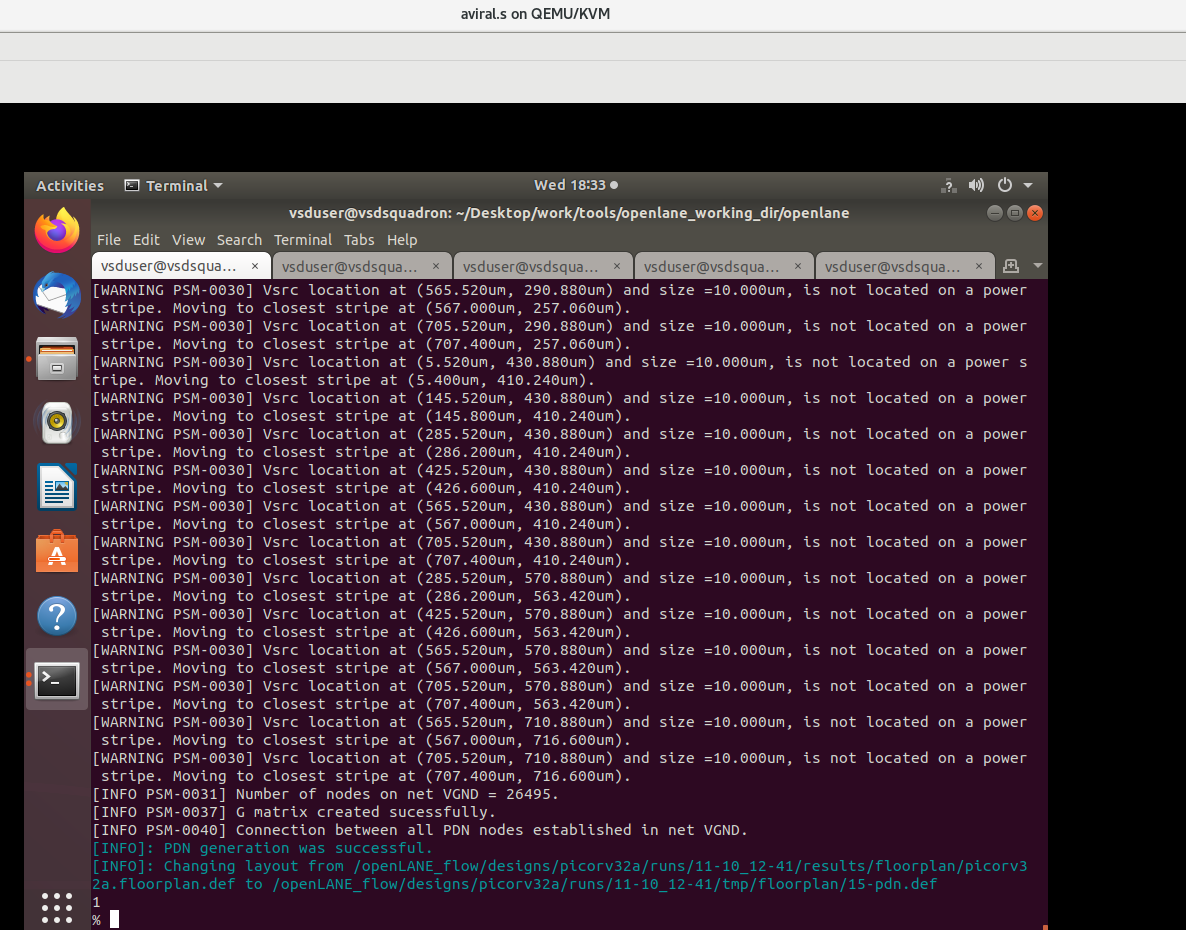 aviral.s on QEMU/KVM
Activities Terminal Wed 18:33
vsduser@vsdsquadron: ~/Desktop/work/tools/openlane_working_dir/openlane
File Edit View Search Terminal Tabs Help
vsduser@vsdsqua... × vsduser@vsdsqua... × vsduser@vsdsqua... × vsduser@vsdsqua... × vsduser@vsdsqua... ×
[WARNING PSM-0030] Vsrc location at (565.520um, 290.880um) and size =10.000um, is not located on a power
 stripe. Moving to closest stripe at (567.000um, 257.060um).
[WARNING PSM-0030] Vsrc location at (705.520um, 290.880um) and size =10.000um, is not located on a power
 stripe. Moving to closest stripe at (707.400um, 257.060um).
[WARNING PSM-0030] Vsrc location at (5.520um, 430.880um) and size =10.000um, is not located on a power s
tripe. Moving to closest stripe at (5.400um, 410.240um).
[WARNING PSM-0030] Vsrc location at (145.520um, 430.880um) and size =10.000um, is not located on a power
 stripe. Moving to closest stripe at (145.800um, 410.240um).
[WARNING PSM-0030] Vsrc location at (285.520um, 430.880um) and size =10.000um, is not located on a power
 stripe. Moving to closest stripe at (286.200um, 410.240um).
[WARNING PSM-0030] Vsrc location at (425.520um, 430.880um) and size =10.000um, is not located on a power
 stripe. Moving to closest stripe at (426.600um, 410.240um).
[WARNING PSM-0030] Vsrc location at (565.520um, 430.880um) and size =10.000um, is not located on a power
 stripe. Moving to closest stripe at (567.000um, 410.240um).
[WARNING PSM-0030] Vsrc location at (705.520um, 430.880um) and size =10.000um, is not located on a power
 stripe. Moving to closest stripe at (707.400um, 410.240um).
[WARNING PSM-0030] Vsrc location at (285.520um, 570.880um) and size =10.000um, is not located on a power
 stripe. Moving to closest stripe at (286.200um, 563.420um).
[WARNING PSM-0030] Vsrc location at (425.520um, 570.880um) and size =10.000um, is not located on a power
 stripe. Moving to closest stripe at (426.600um, 563.420um).
[WARNING PSM-0030] Vsrc location at (565.520um, 570.880um) and size =10.000um, is not located on a power
 stripe. Moving to closest stripe at (567.000um, 563.420um).
[WARNING PSM-0030] Vsrc location at (705.520um, 570.880um) and size =10.000um, is not located on a power
 stripe. Moving to closest stripe at (707.400um, 563.420um).
[WARNING PSM-0030] Vsrc location at (565.520um, 710.880um) and size =10.000um, is not located on a power
 stripe. Moving to closest stripe at (567.000um, 716.600um).
[WARNING PSM-0030] Vsrc location at (705.520um, 710.880um) and size =10.000um, is not located on a power
 stripe. Moving to closest stripe at (707.400um, 716.600um).
[INFO PSM-0031] Number of nodes on net VGND = 26495.
[INFO PSM-0037] G matrix created sucessfully.
[INFO PSM-0040] Connection between all PDN nodes established in net VGND.
[INFO]: PDN generation was successful.
[INFO]: Changing layout from /openLANE_flow/designs/picorv32a/runs/11-10_12-41/results/floorplan/picorv3
2a.floorplan.def to /openLANE_flow/designs/picorv32a/runs/11-10_12-41/tmp/floorplan/15-pdn.def
1
%